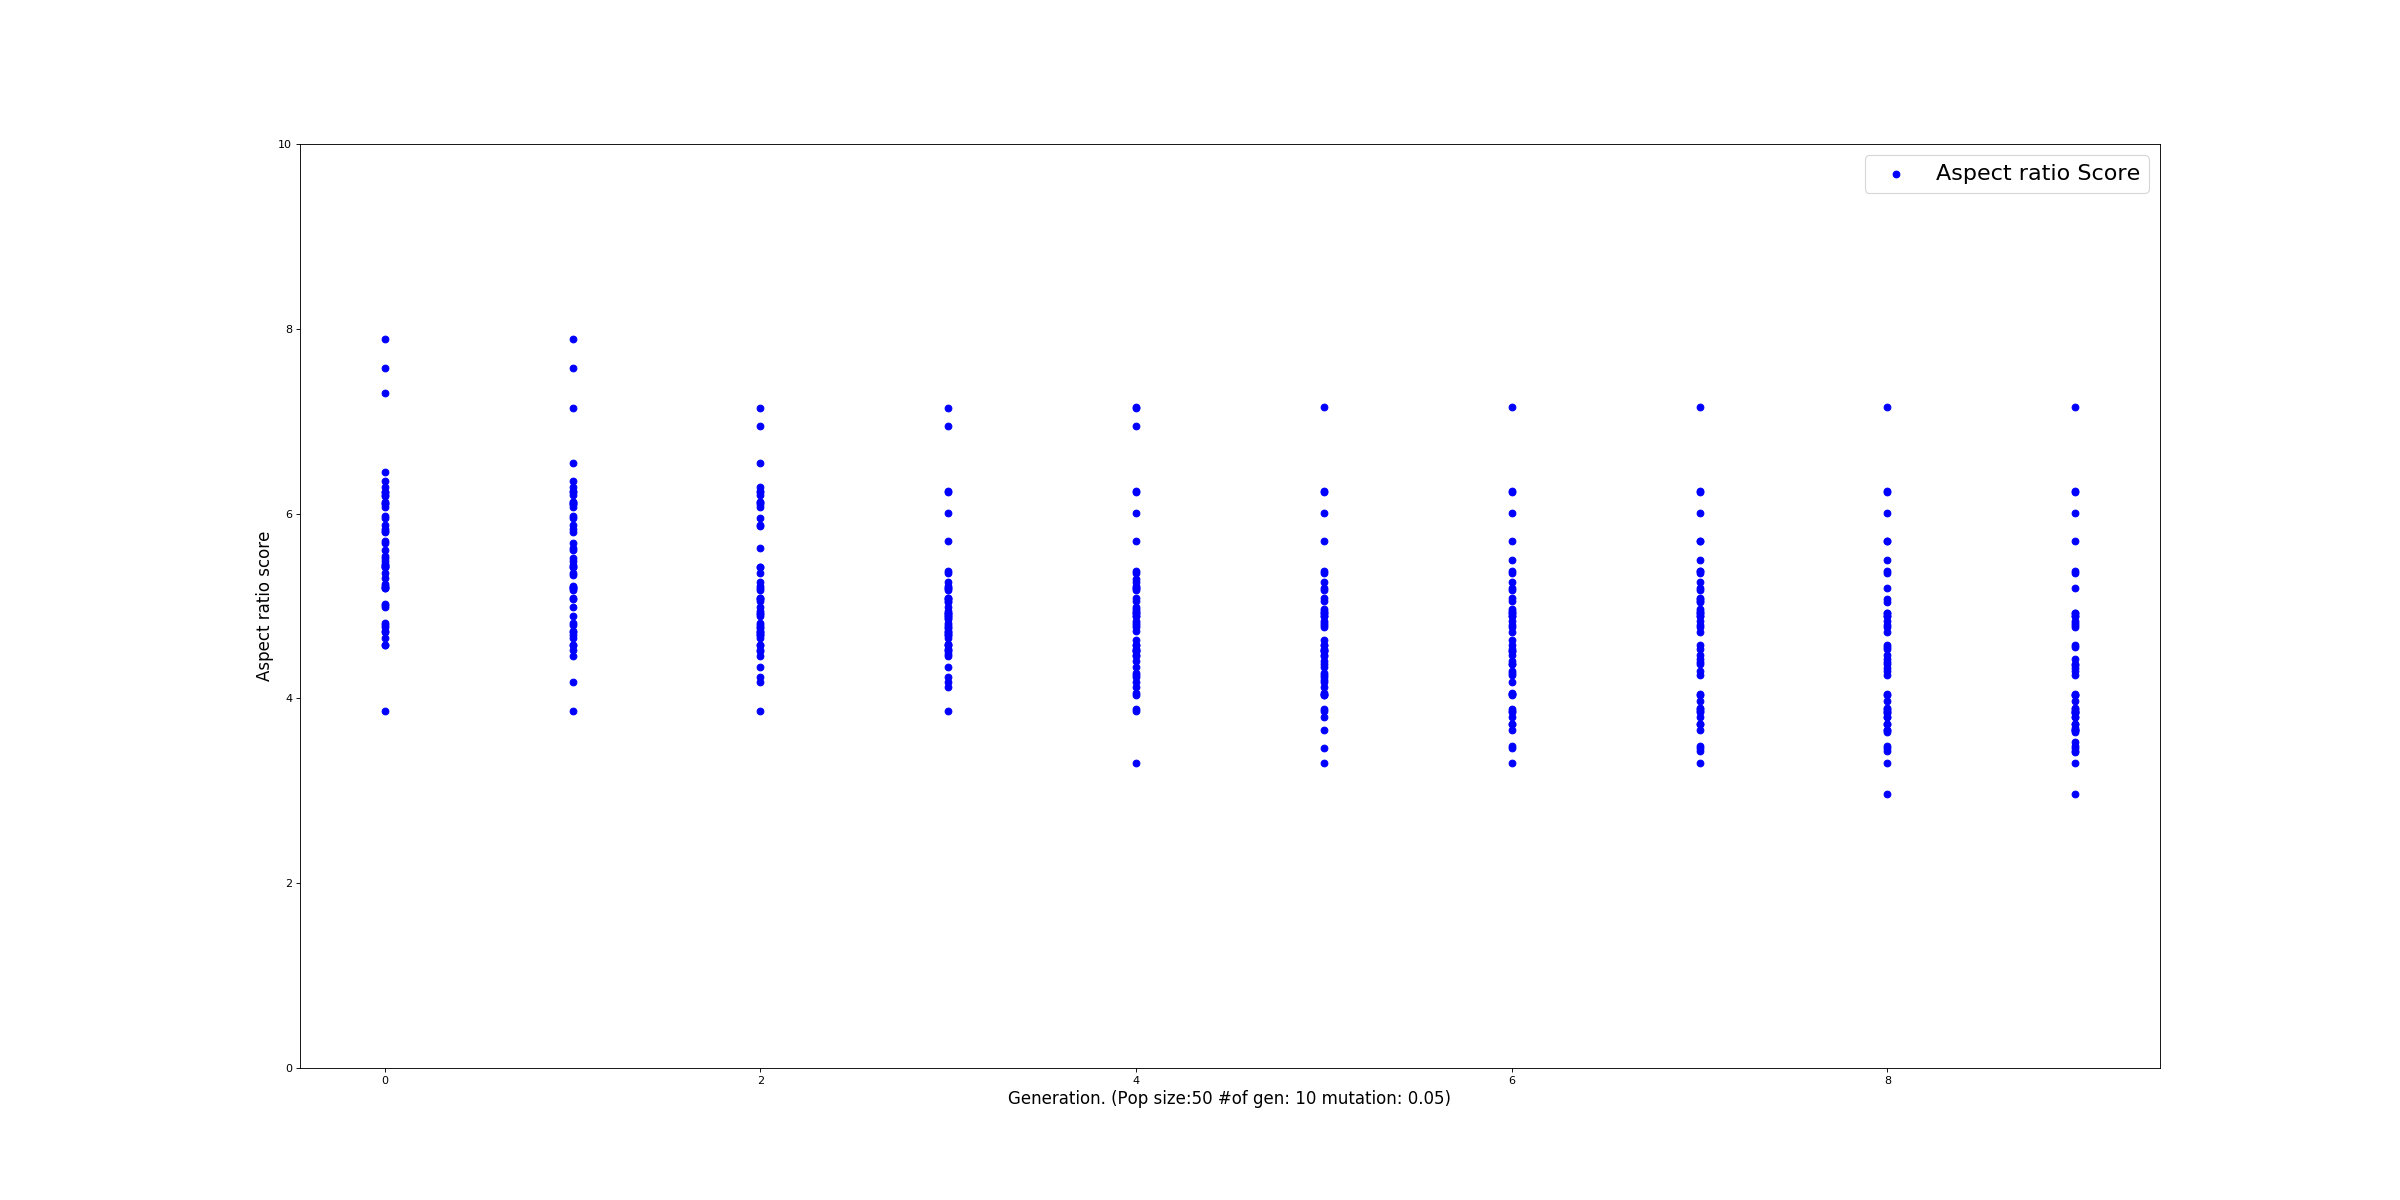 10
8
6
4
2
0
Aspect ratio score
Aspect ratio Score
0 2 4 6 8
Generation. (Pop size:50 #of gen: 10 mutation: 0.05)